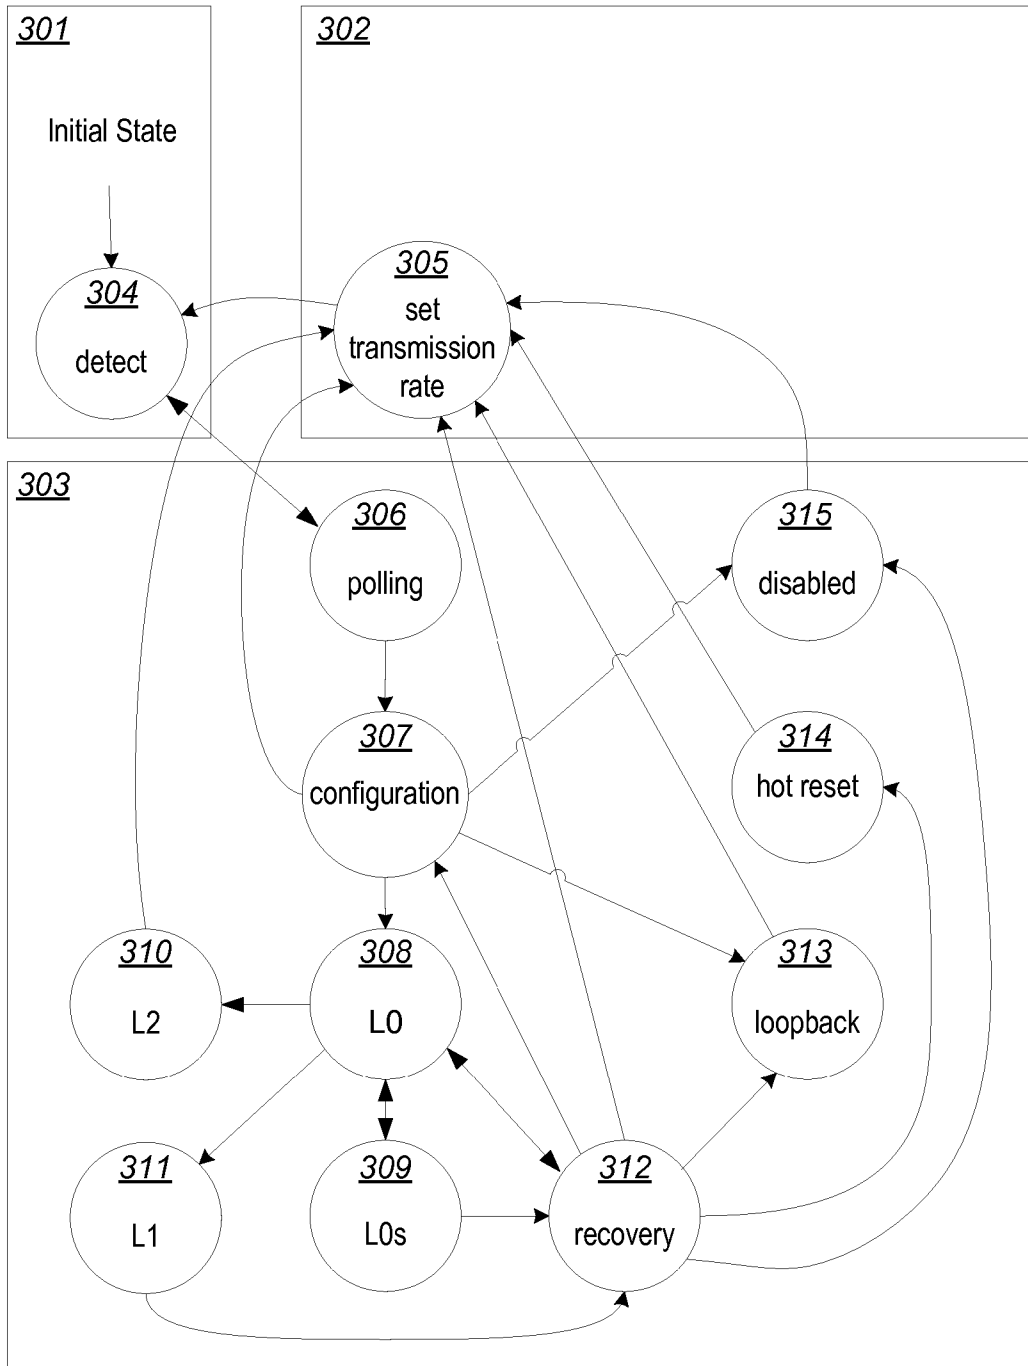 301
Initial State
304
detect
302
305
set
transmission
rate
303
306
polling
315
disabled
307
configuration
314
hot reset
310
L2
308
L0
313
loopback
311
L1
309
L0s
312
recovery